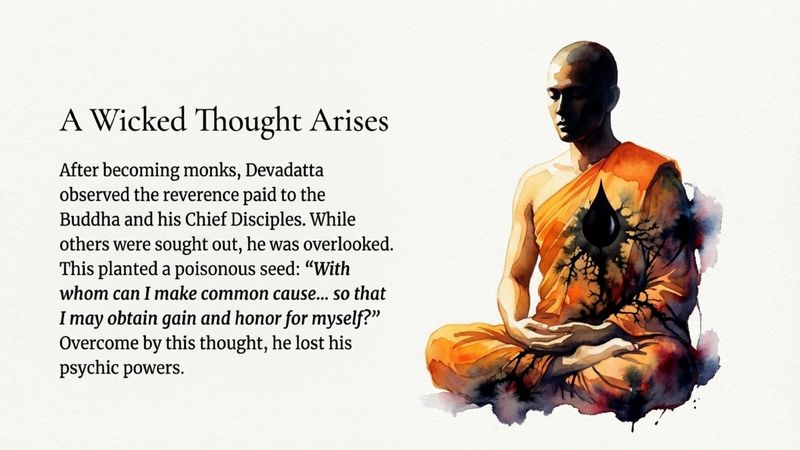 A Wicked Thought Arises
After becoming monks, Devadatta
observed the reverence paid to the
Buddha and his Chief Disciples. While
others were sought out, he was overlooked.
This planted a poisonous seed: “With
whom can I make common cause... so that
I may obtain gain and honor for myself?”
Overcome by this thought, he lost his
psychic powers.